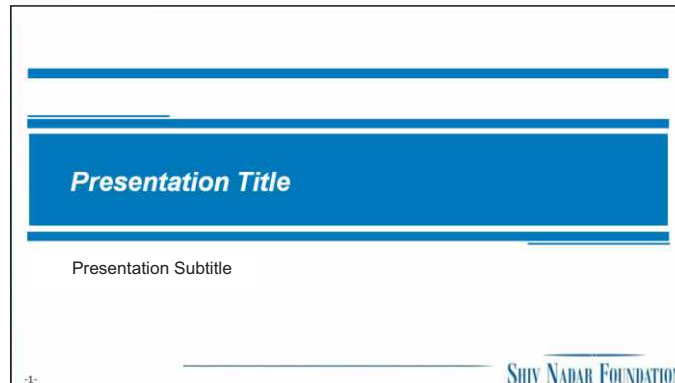 Presentation Title
Presentation Subtitle
-1-
SHIV NADAR FOUNDATION